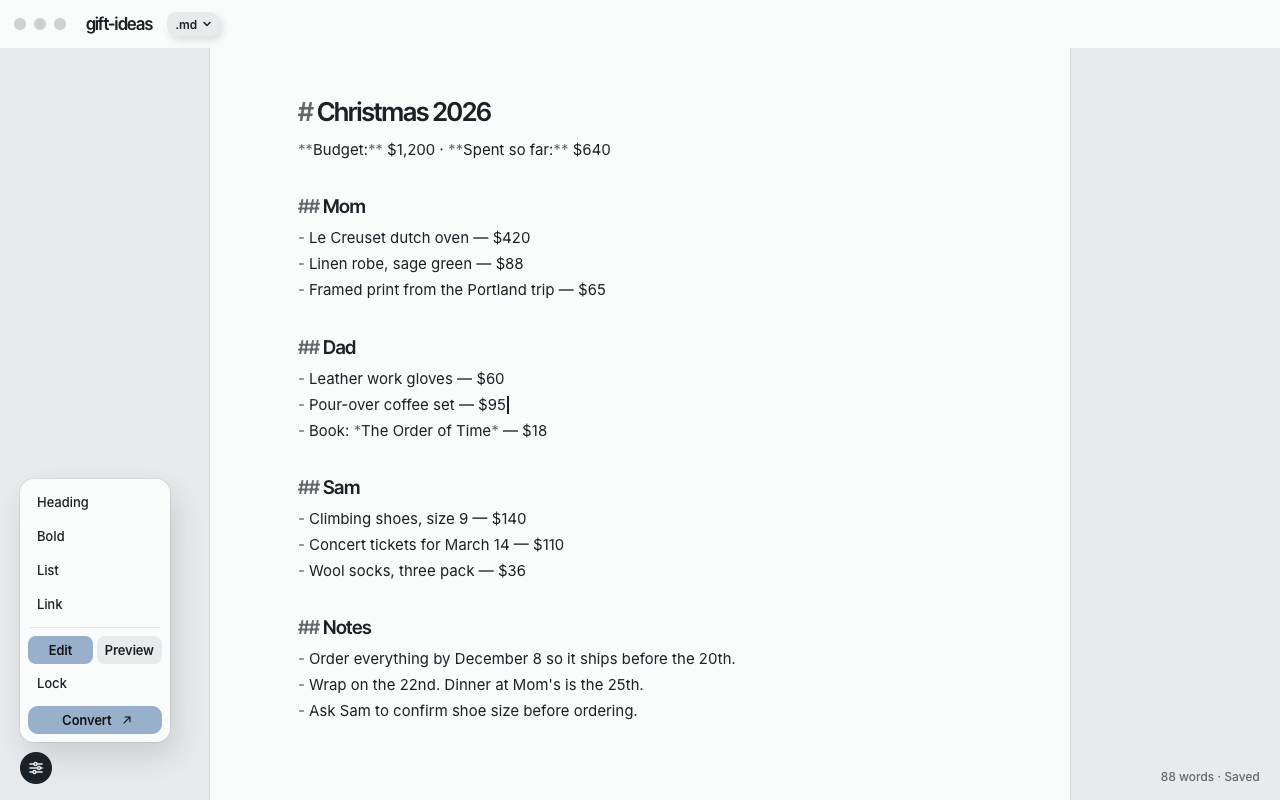 gift-ideas
.md
# Christmas 2026
**Budget:** $1,200 · **Spent so far:** $640
## Mom
- Le Creuset dutch oven — $420
- Linen robe, sage green — $88
- Framed print from the Portland trip — $65
## Dad
- Leather work gloves — $60
- Pour-over coffee set — $95
- Book: *The Order of Time* — $18
## Sam
- Climbing shoes, size 9 — $140
- Concert tickets for March 14 — $110
- Wool socks, three pack — $36
## Notes
- Order everything by December 8 so it ships before the 20th.
- Wrap on the 22nd. Dinner at Mom's is the 25th.
- Ask Sam to confirm shoe size before ordering.
Heading
Bold
List
Link
Edit
Preview
Lock
Convert
88 words · Saved